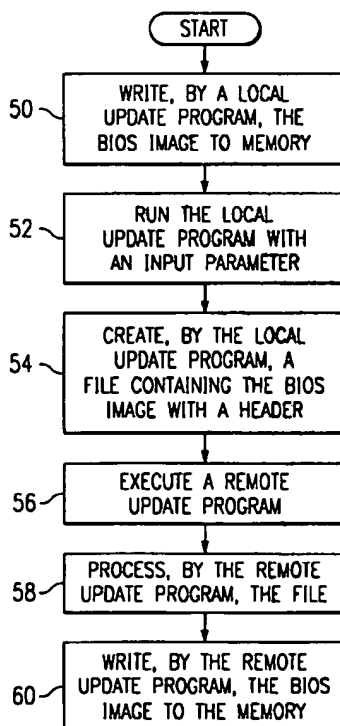 START
50
WRITE, BY A LOCAL
UPDATE PROGRAM, THE
BIOS IMAGE TO MEMORY
52
RUN THE LOCAL
UPDATE PROGRAM WITH
AN INPUT PARAMETER
54
CREATE, BY THE LOCAL
UPDATE PROGRAM, A
FILE CONTAINING THE BIOS
IMAGE WITH A HEADER
56
EXECUTE A REMOTE
UPDATE PROGRAM
58
PROCESS, BY THE REMOTE
UPDATE PROGRAM, THE FILE
60
WRITE, BY THE REMOTE
UPDATE PROGRAM, THE BIOS
IMAGE TO THE MEMORY